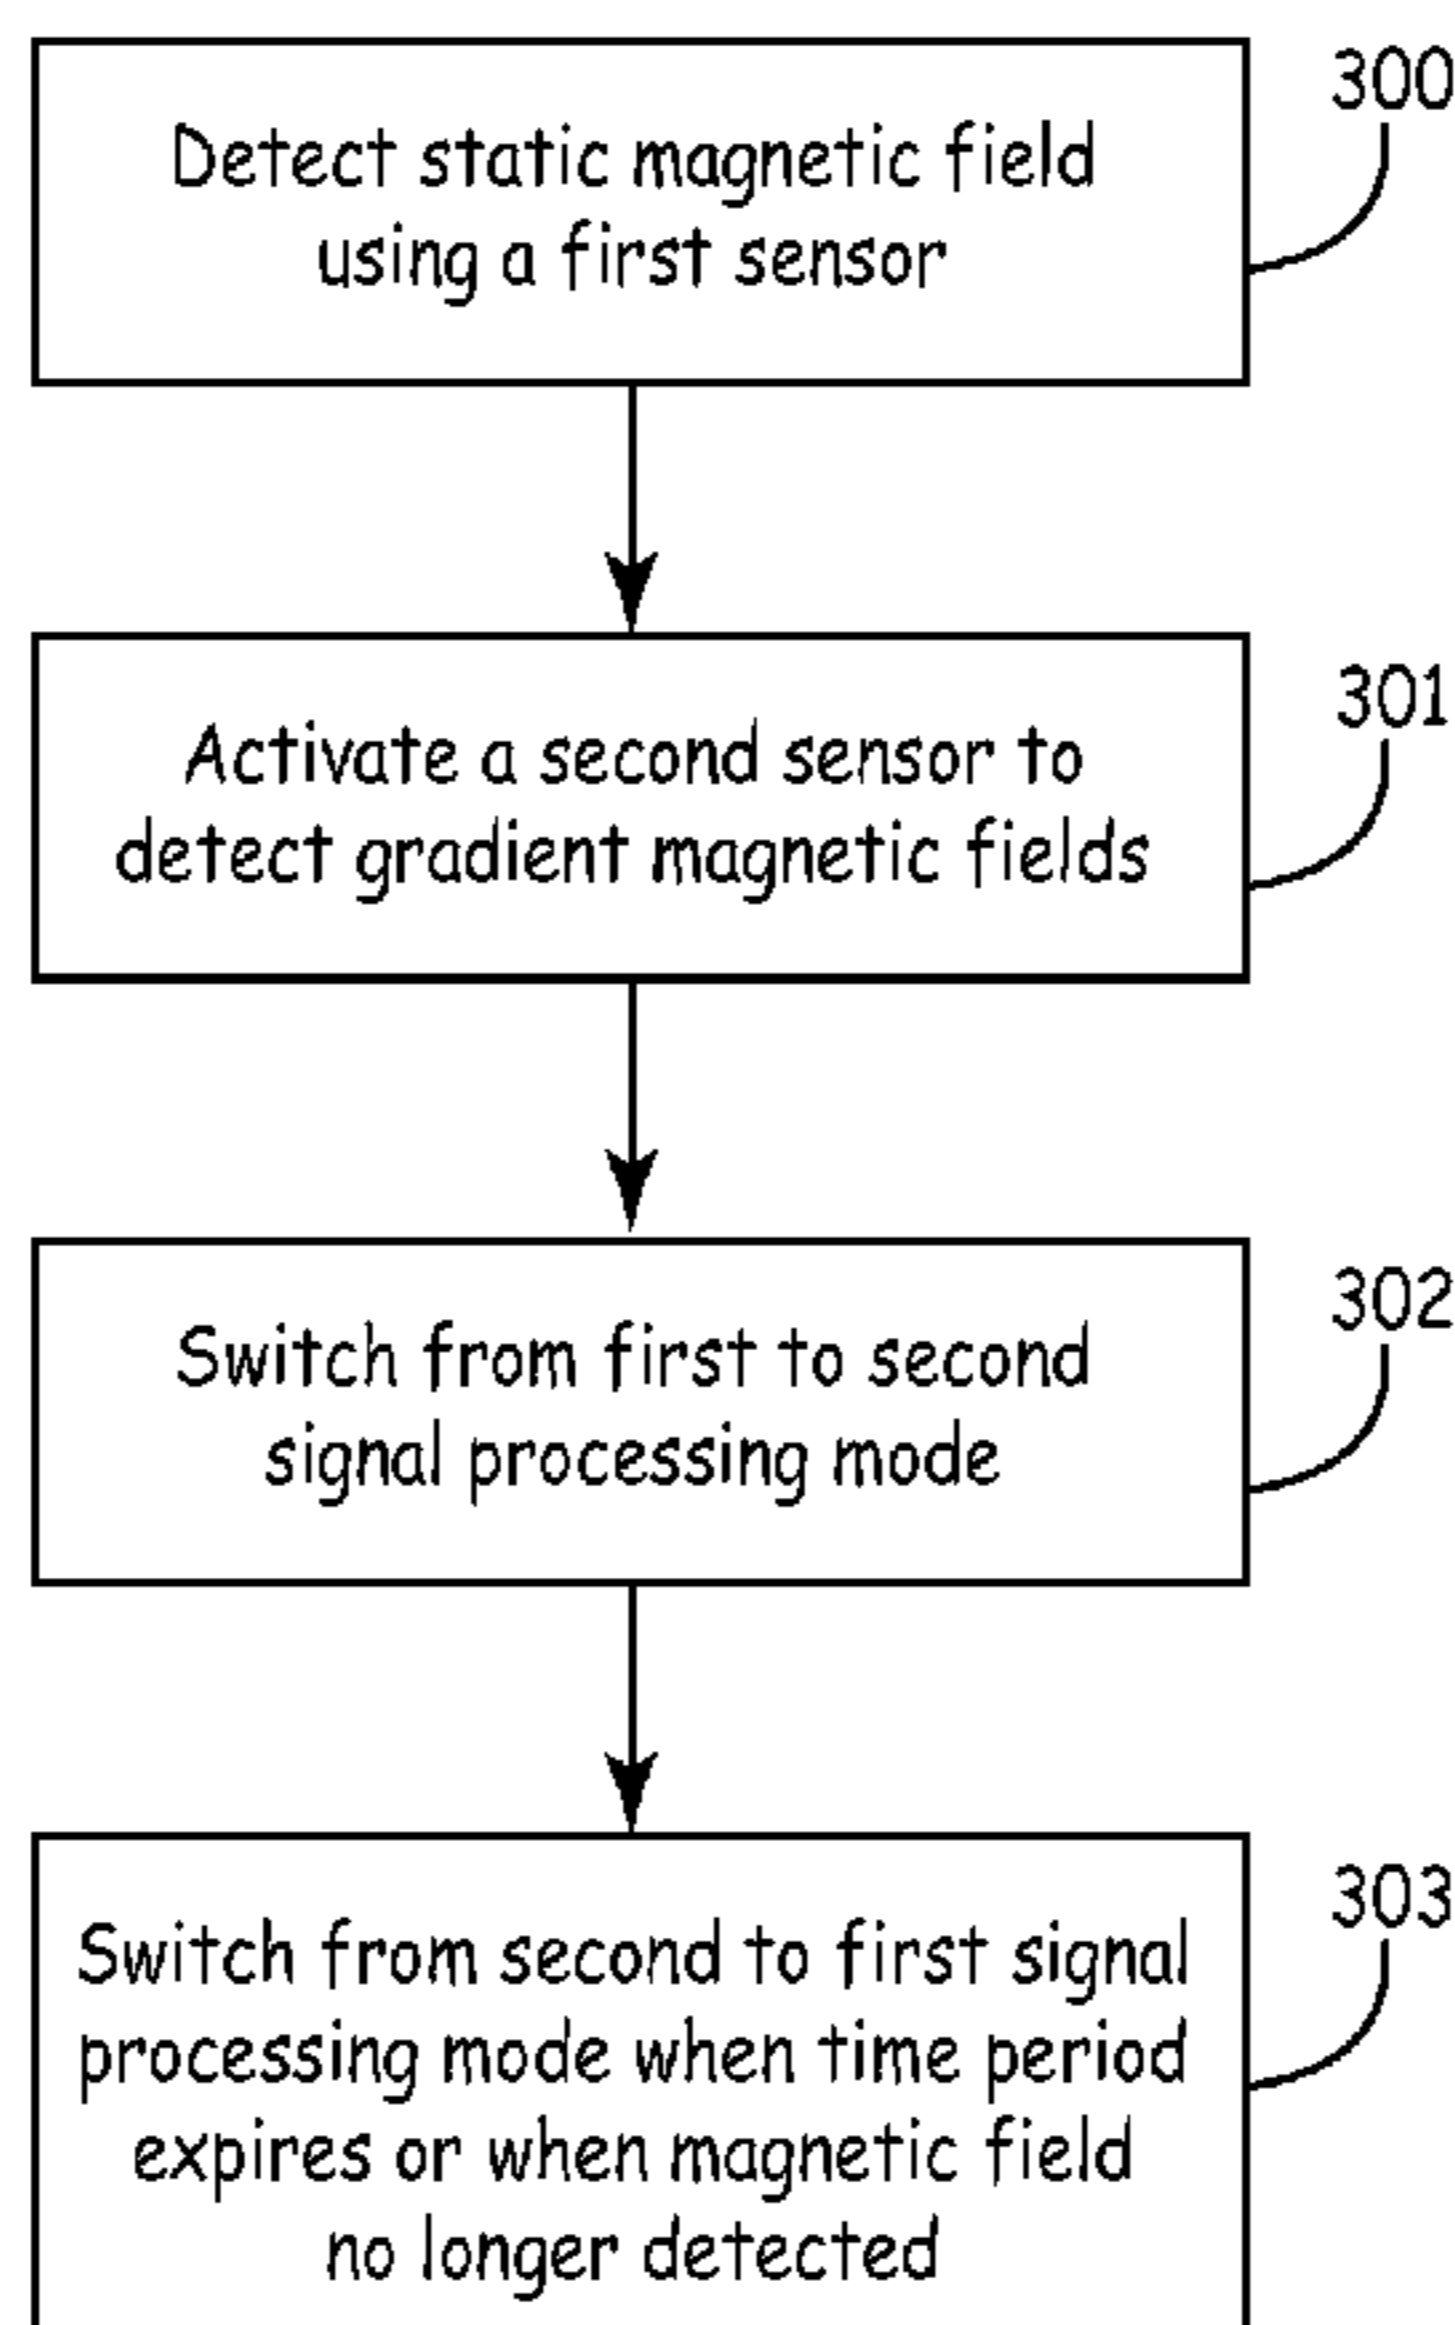 300
Detect static magnetic field
using a first sensor
301
Activate a second sensor to
detect gradient magnetic fields
302
Switch from first to second
signal processing mode
303
Switch from second to first signal
processing mode when time period
expires or when magnetic field
no longer detected